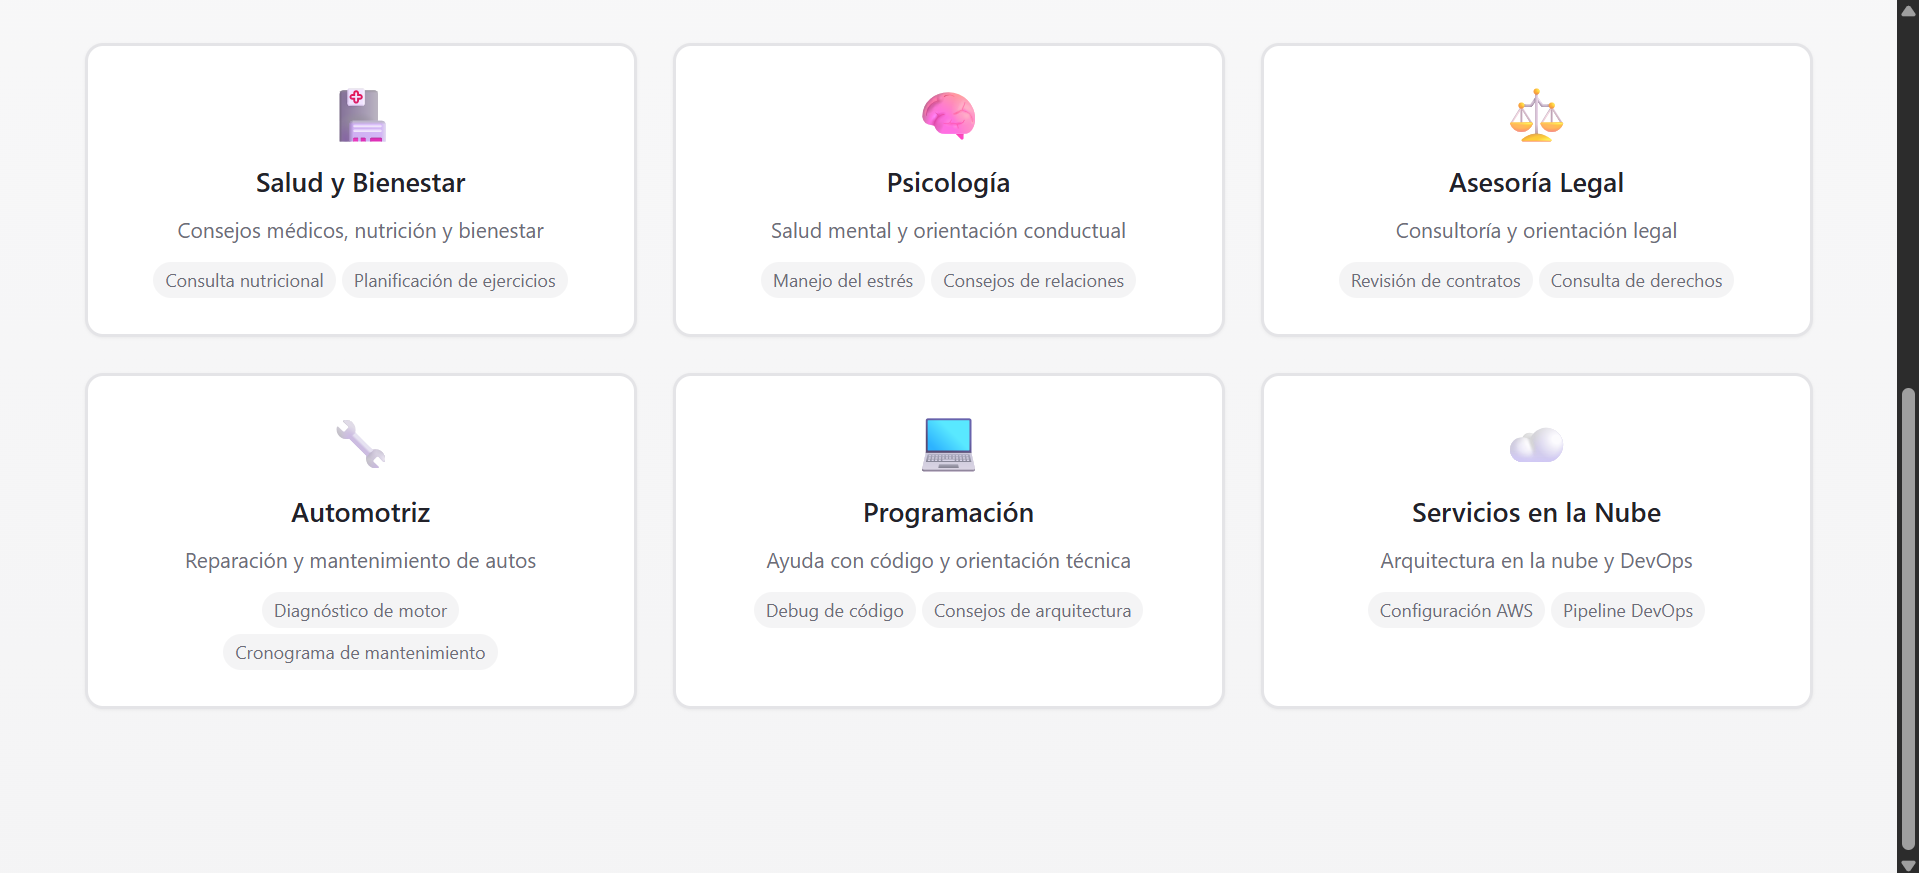 Salud y Bienestar
Consejos médicos, nutrición y bienestar
Consulta nutricional
Planificación de ejercicios
Psicología
Salud mental y orientación conductual
Manejo del estrés
Consejos de relaciones
Asesoría Legal
Consultoría y orientación legal
Revisión de contratos
Consulta de derechos
Automotriz
Reparación y mantenimiento de autos
Diagnóstico de motor
Cronograma de mantenimiento
Programación
Ayuda con código y orientación técnica
Debug de código
Consejos de arquitectura
Servicios en la Nube
Arquitectura en la nube y DevOps
Configuración AWS
Pipeline DevOps